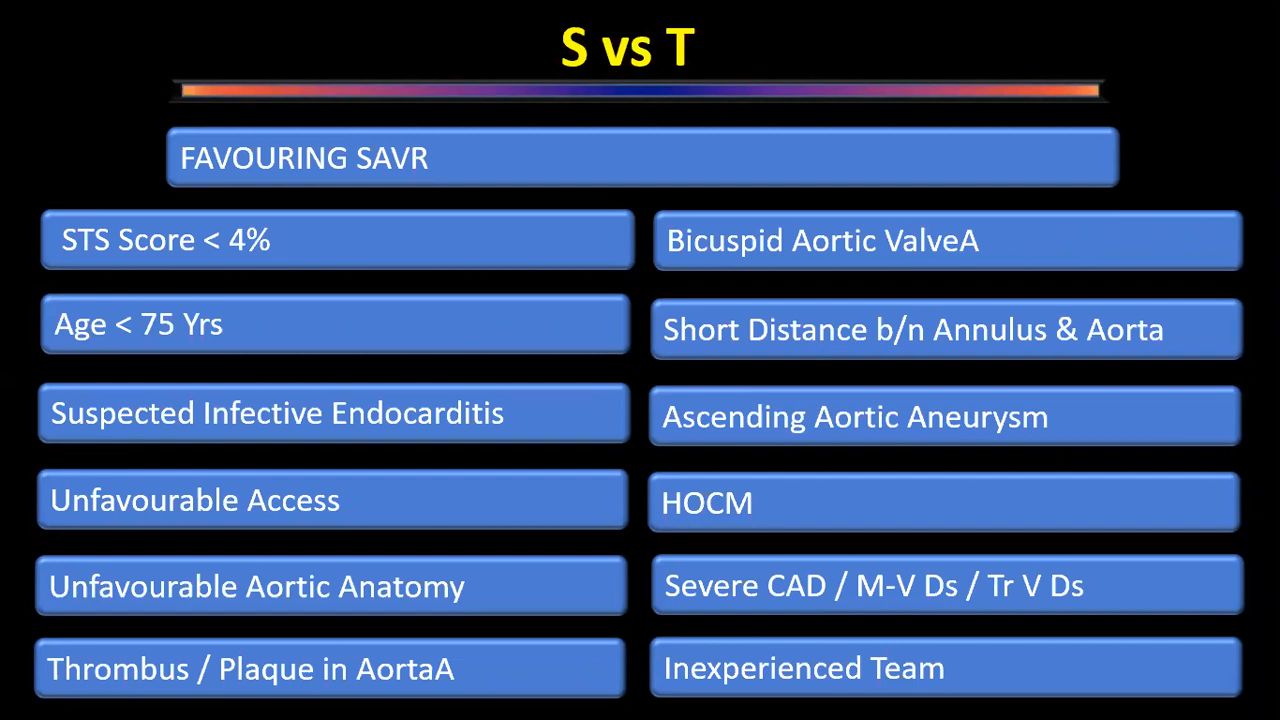 S vs T
FAVOURING SAVR
STS Score < 4%
Age < 75 Yrs
Suspected Infective Endocarditis
Unfavourable Access
Unfavourable Aortic Anatomy
Thrombus / Plaque in AortaA
Bicuspid Aortic ValveA
Short Distance b/n Annulus & Aorta
Ascending Aortic Aneurysm
HOCM
Severe CAD / M-V Ds / Tr V Ds
Inexperienced Team